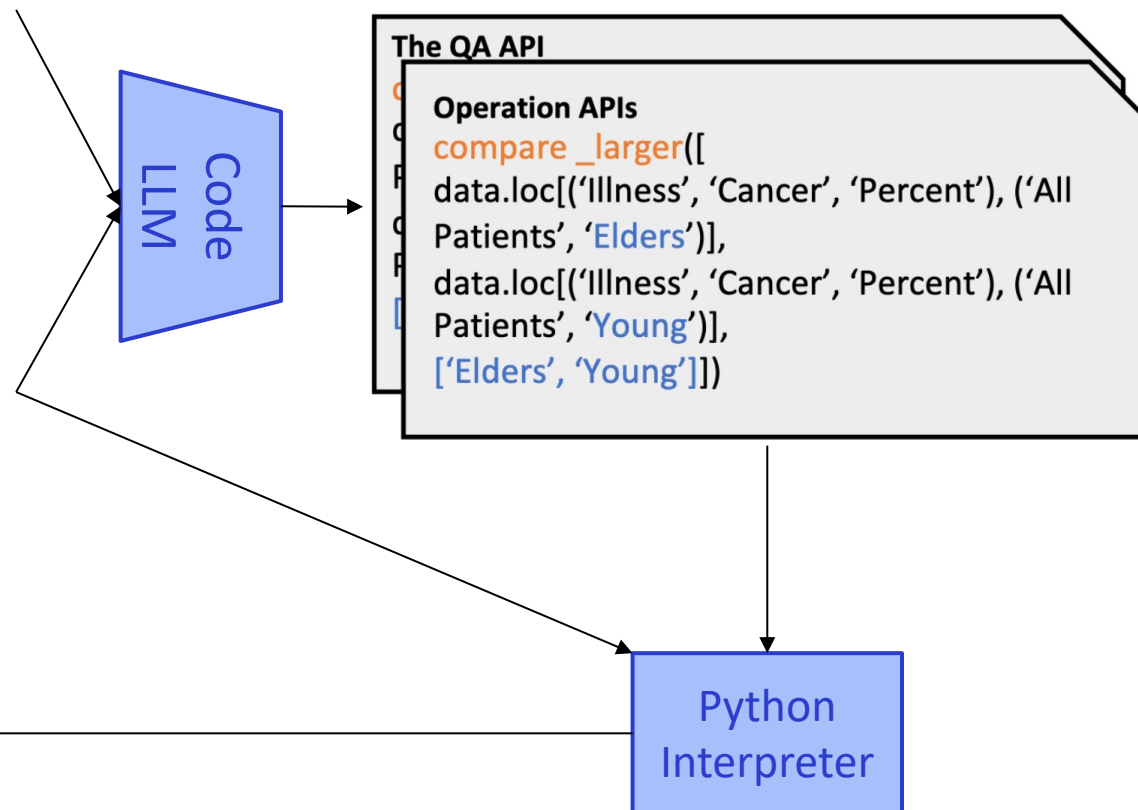 The QA API
Operation APIs
compare _larger([
data.loc[(‘Illness’, ‘Cancer’, ‘Percent’), (‘All
Patients’, ‘Elders’)],
data.loc[(‘Illness’, ‘Cancer’, ‘Percent’), (‘All
Patients’, ‘Young’)],
[‘Elders’, ‘Young’]])
Code
LLM
Python
Interpreter